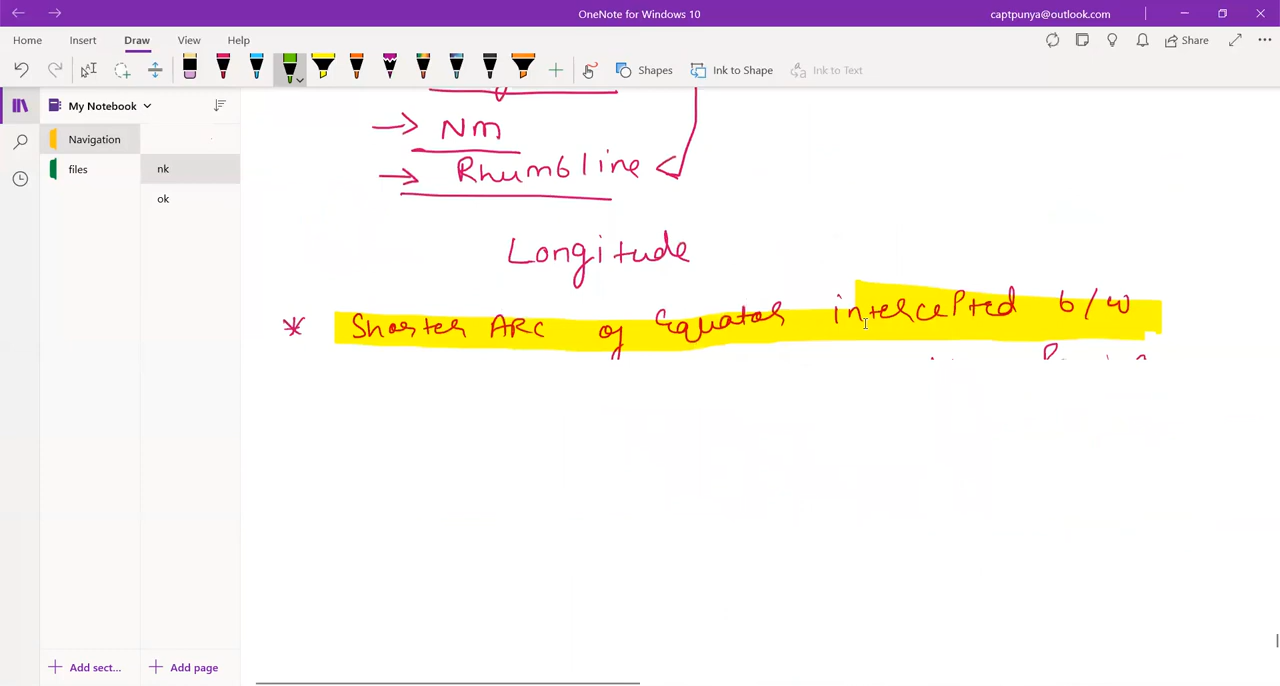 OneNote for Windows 10
captpunya@outlook.com
Home Insert Draw View Help
Share
Shapes Ink to Shape Ink to Text
My Notebook
Navigation
files
nk
ok
→ Nm
→ Rhumbline
Longitude
* Shorter ARC of Equator intercepted b/w
Add sect...
Add page